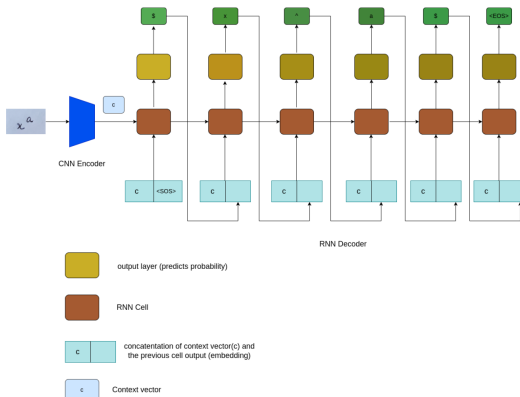 $
x
^
a
$
<EOS>
c
x a
CNN Encoder
c
<SOS>
c
c
c
c
c
RNN Decoder
output layer (predicts probability)
RNN Cell
c
concatentation of context vector(c) and
the previous cell output (embedding)
c
Context vector